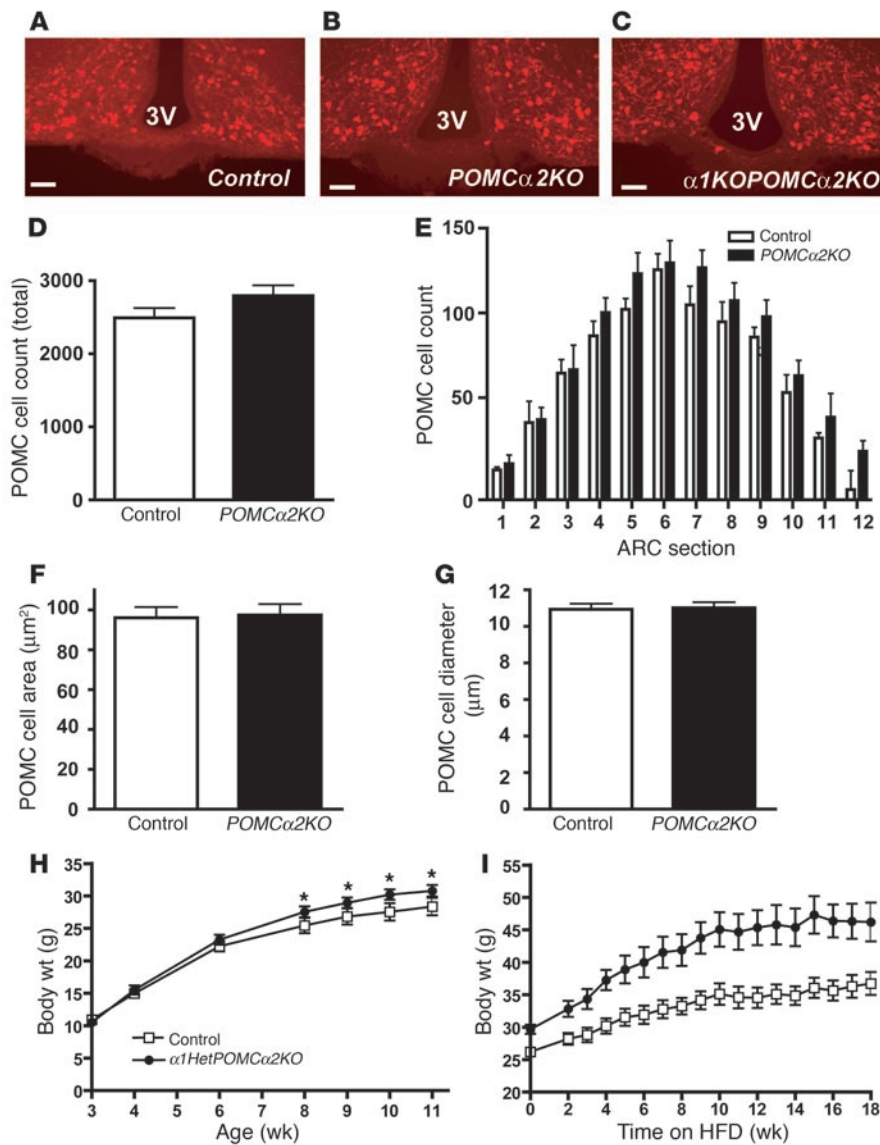 A
B
C
3V
3V
3V
Control
POMCα2KO
α1KOPOMCα2KO
D
POMC cell count (total)
3000
2000
1000
0
Control
POMCα2KO
E
Control
POMCα2KO
POMC cell count
150
100
50
0
1 2 3 4 5 6 7 8 9 10 11 12
ARC section
F
POMC cell area (μm²)
100
80
60
40
20
0
Control
POMCα2KO
G
POMC cell diameter
(μm)
12
10
8
6
4
2
0
Control
POMCα2KO
H
Body wt (g)
35
30
25
20
15
10
5
0
* * * *
Control
α1HetPOMCα2KO
3 4 5 6 7 8 9 10 11
Age (wk)
I
Body wt (g)
55
50
45
40
35
30
25
20
0 2 4 6 8 10 12 14 16 18
Time on HFD (wk)